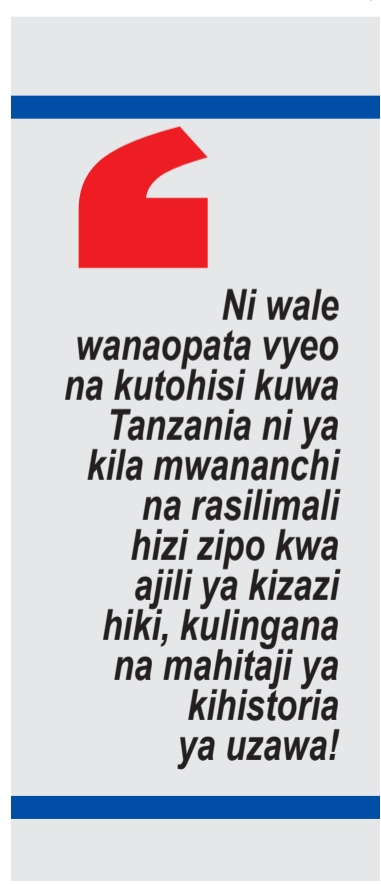 Ni wale
wanaopata vyeo
na kutohisi kuwa
Tanzania ni ya
kila mwananchi
na rasilimali
hizi zipo kwa
ajili ya kizazi
hiki, kulingana
na mahitaji ya
kihistoria
ya uzawa!